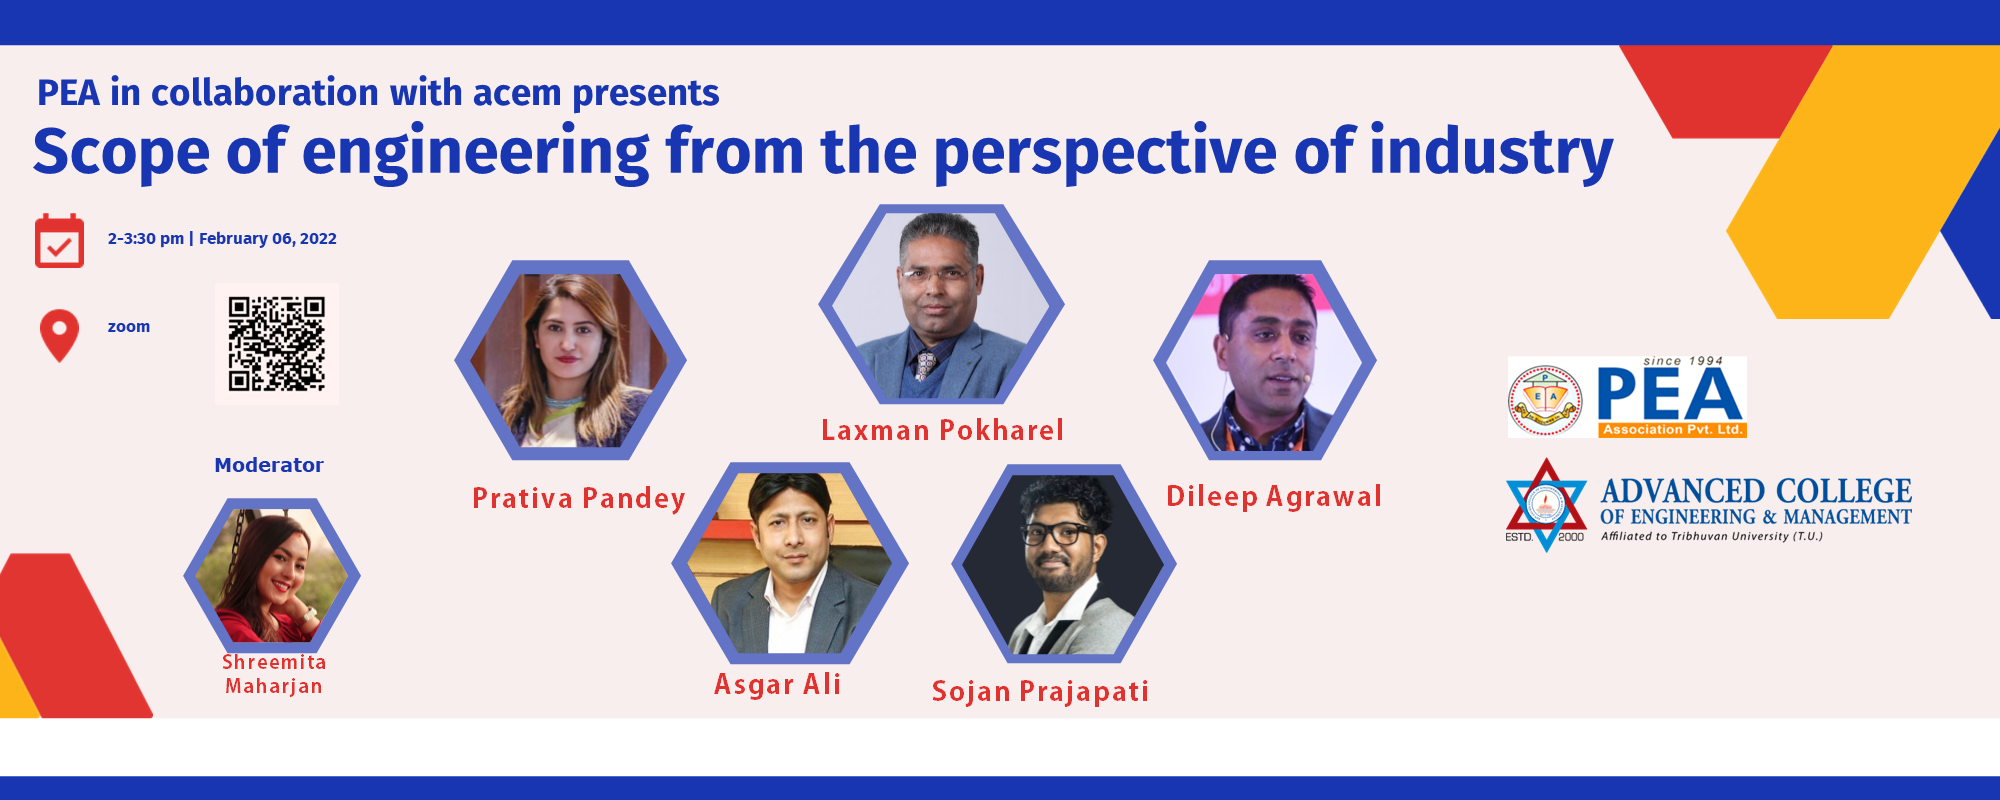 PEA in collaboration with acem presents
Scope of engineering from the perspective of industry
2-3:30 pm | February 06, 2022
zoom
Moderator
Shreemita
Maharjan
Prativa Pandey
Laxman Pokharel
Dileep Agrawal
Asgar Ali
Sojan Prajapati
since 1994
P
E A
PEA
Association Pvt. Ltd.
ADVANCED COLLEGE
OF ENGINEERING & MANAGEMENT
ESTD. 2000
Affiliated to Tribhuvan University (T.U.)